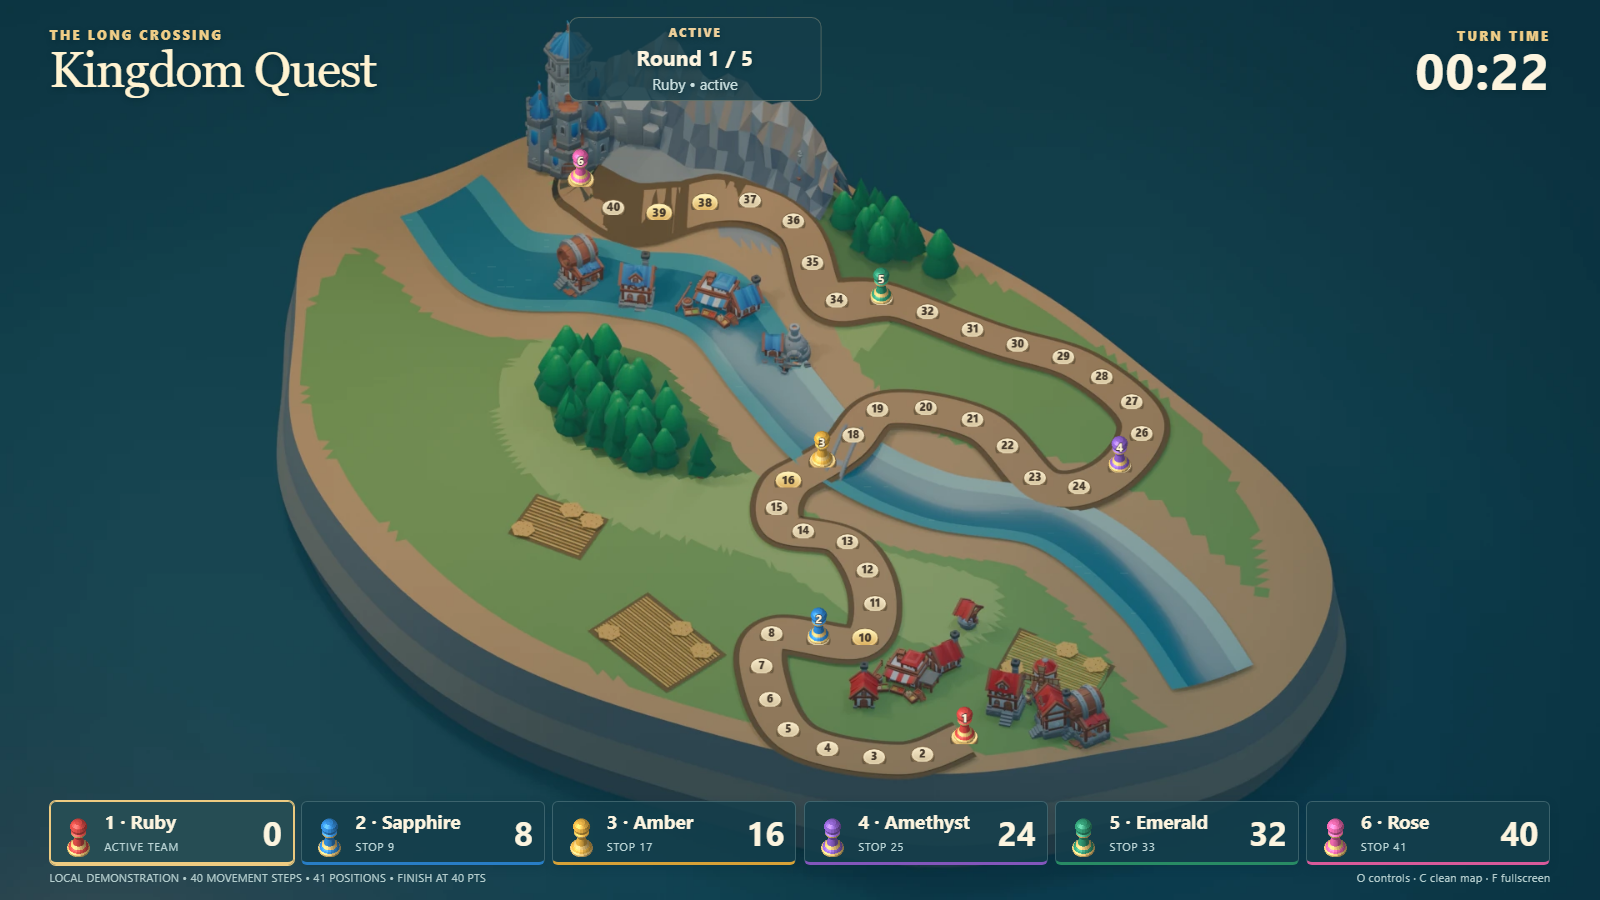 THE LONG CROSSING
Kingdom Quest
ACTIVE
Round 1 / 5
Ruby • active
TURN TIME
00:22
6
40
39
38
37
36
35
34
5
32
31
30
29
28
27
26
4
24
23
22
21
20
19
18
3
16
15
14
13
12
11
10
2
8
7
6
5
4
3
2
1
1 · Ruby
ACTIVE TEAM
0
2 · Sapphire
STOP 9
8
3 · Amber
STOP 17
16
4 · Amethyst
STOP 25
24
5 · Emerald
STOP 33
32
6 · Rose
STOP 41
40
LOCAL DEMONSTRATION • 40 MOVEMENT STEPS • 41 POSITIONS • FINISH AT 40 PTS
O controls · C clean map · F fullscreen